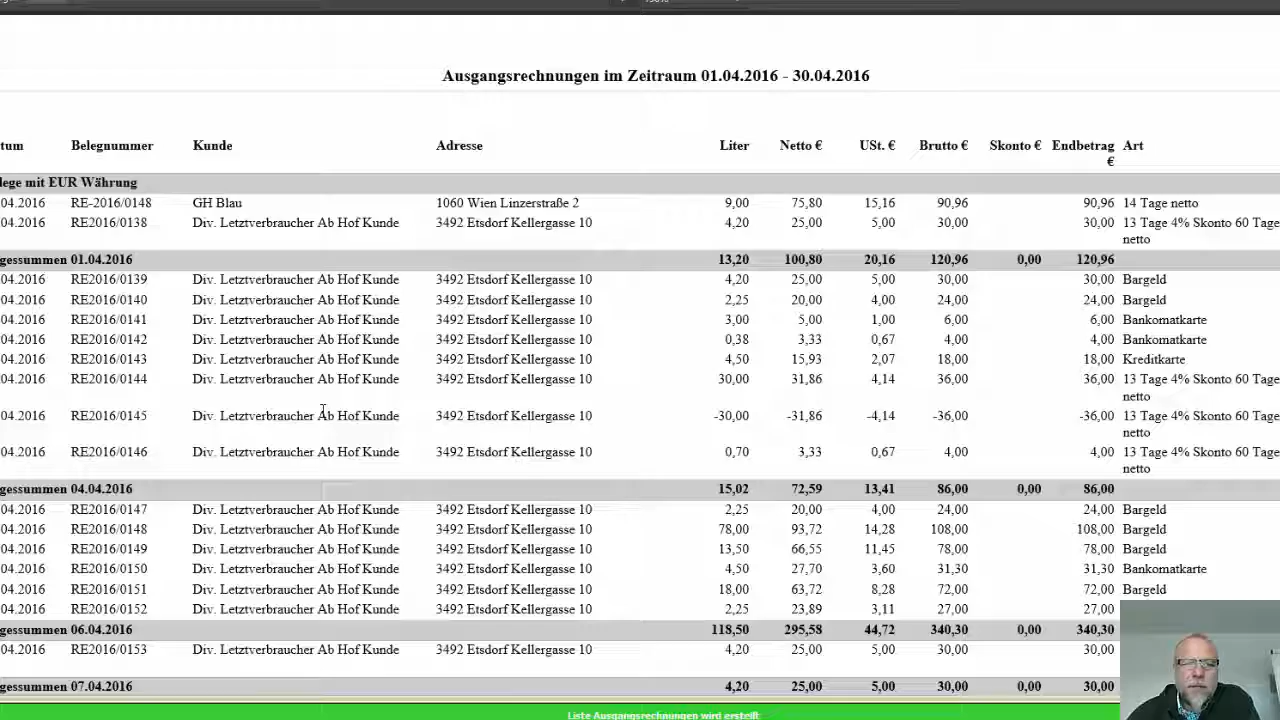 Ausgangsrechnungen im Zeitraum 01.04.2016 - 30.04.2016
tum Belegnummer Kunde Adresse Liter Netto € USt. € Brutto € Skonto € Endbetrag € Art
lege mit EUR Währung
04.2016 RE-2016/0148 GH Blau 1060 Wien Linzerstraße 2 9,00 75,80 15,16 90,96 90,96 14 Tage netto
04.2016 RE2016/0138 Div. Letztverbraucher Ab Hof Kunde 3492 Etsdorf Kellergasse 10 4,20 25,00 5,00 30,00 30,00 13 Tage 4% Skonto 60 Tage
netto
gessummen 01.04.2016 13,20 100,80 20,16 120,96 0,00 120,96
04.2016 RE2016/0139 Div. Letztverbraucher Ab Hof Kunde 3492 Etsdorf Kellergasse 10 4,20 25,00 5,00 30,00 30,00 Bargeld
04.2016 RE2016/0140 Div. Letztverbraucher Ab Hof Kunde 3492 Etsdorf Kellergasse 10 2,25 20,00 4,00 24,00 24,00 Bargeld
04.2016 RE2016/0141 Div. Letztverbraucher Ab Hof Kunde 3492 Etsdorf Kellergasse 10 3,00 5,00 1,00 6,00 6,00 Bankomatkarte
04.2016 RE2016/0142 Div. Letztverbraucher Ab Hof Kunde 3492 Etsdorf Kellergasse 10 0,38 3,33 0,67 4,00 4,00 Bankomatkarte
04.2016 RE2016/0143 Div. Letztverbraucher Ab Hof Kunde 3492 Etsdorf Kellergasse 10 4,50 15,93 2,07 18,00 18,00 Kreditkarte
04.2016 RE2016/0144 Div. Letztverbraucher Ab Hof Kunde 3492 Etsdorf Kellergasse 10 30,00 31,86 4,14 36,00 36,00 13 Tage 4% Skonto 60 Tage
netto
04.2016 RE2016/0145 Div. Letztverbraucher Ab Hof Kunde 3492 Etsdorf Kellergasse 10 -30,00 -31,86 -4,14 -36,00 -36,00 13 Tage 4% Skonto 60 Tage
netto
04.2016 RE2016/0146 Div. Letztverbraucher Ab Hof Kunde 3492 Etsdorf Kellergasse 10 0,70 3,33 0,67 4,00 4,00 13 Tage 4% Skonto 60 Tage
netto
gessummen 04.04.2016 15,02 72,59 13,41 86,00 0,00 86,00
04.2016 RE2016/0147 Div. Letztverbraucher Ab Hof Kunde 3492 Etsdorf Kellergasse 10 2,25 20,00 4,00 24,00 24,00 Bargeld
04.2016 RE2016/0148 Div. Letztverbraucher Ab Hof Kunde 3492 Etsdorf Kellergasse 10 78,00 93,72 14,28 108,00 108,00 Bargeld
04.2016 RE2016/0149 Div. Letztverbraucher Ab Hof Kunde 3492 Etsdorf Kellergasse 10 13,50 66,55 11,45 78,00 78,00 Bargeld
04.2016 RE2016/0150 Div. Letztverbraucher Ab Hof Kunde 3492 Etsdorf Kellergasse 10 4,50 27,70 3,60 31,30 31,30 Bankomatkarte
04.2016 RE2016/0151 Div. Letztverbraucher Ab Hof Kunde 3492 Etsdorf Kellergasse 10 18,00 63,72 8,28 72,00 72,00 Bargeld
04.2016 RE2016/0152 Div. Letztverbraucher Ab Hof Kunde 3492 Etsdorf Kellergasse 10 2,25 23,89 3,11 27,00 27,00
gessummen 06.04.2016 118,50 295,58 44,72 340,30 0,00 340,30
04.2016 RE2016/0153 Div. Letztverbraucher Ab Hof Kunde 3492 Etsdorf Kellergasse 10 4,20 25,00 5,00 30,00 30,00
gessummen 07.04.2016 4,20 25,00 5,00 30,00 0,00 30,00
Liste Ausgangsrechnungen wird erstellt